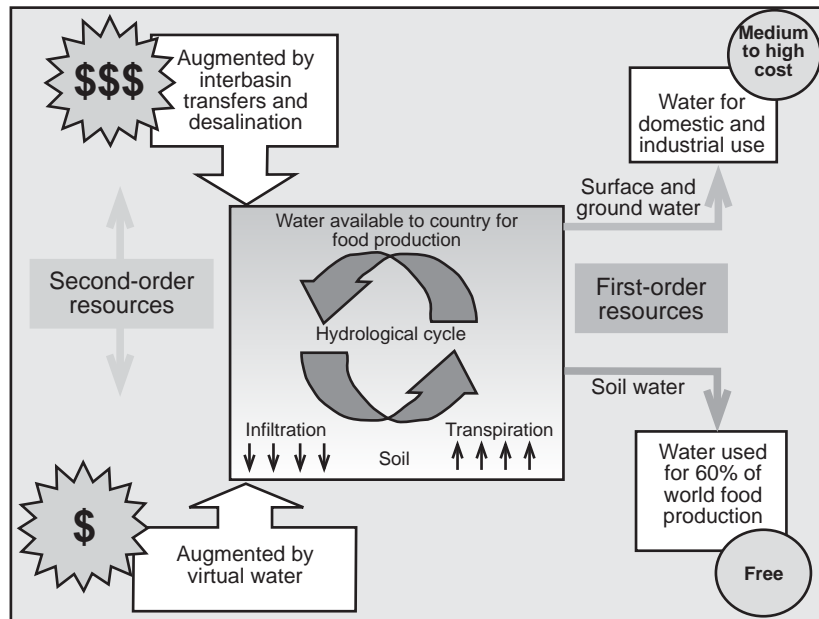 $$$
Augmented by
interbasin
transfers and
desalination
Medium
to high
cost
Water for
domestic and
industrial use
Surface and
ground water
Water available to country for
food production
Second-order
resources
Hydrological cycle
First-order
resources
Infiltration
Transpiration
Soil
Soil water
Water used
for 60% of
world food
production
Free
$
Augmented by
virtual water